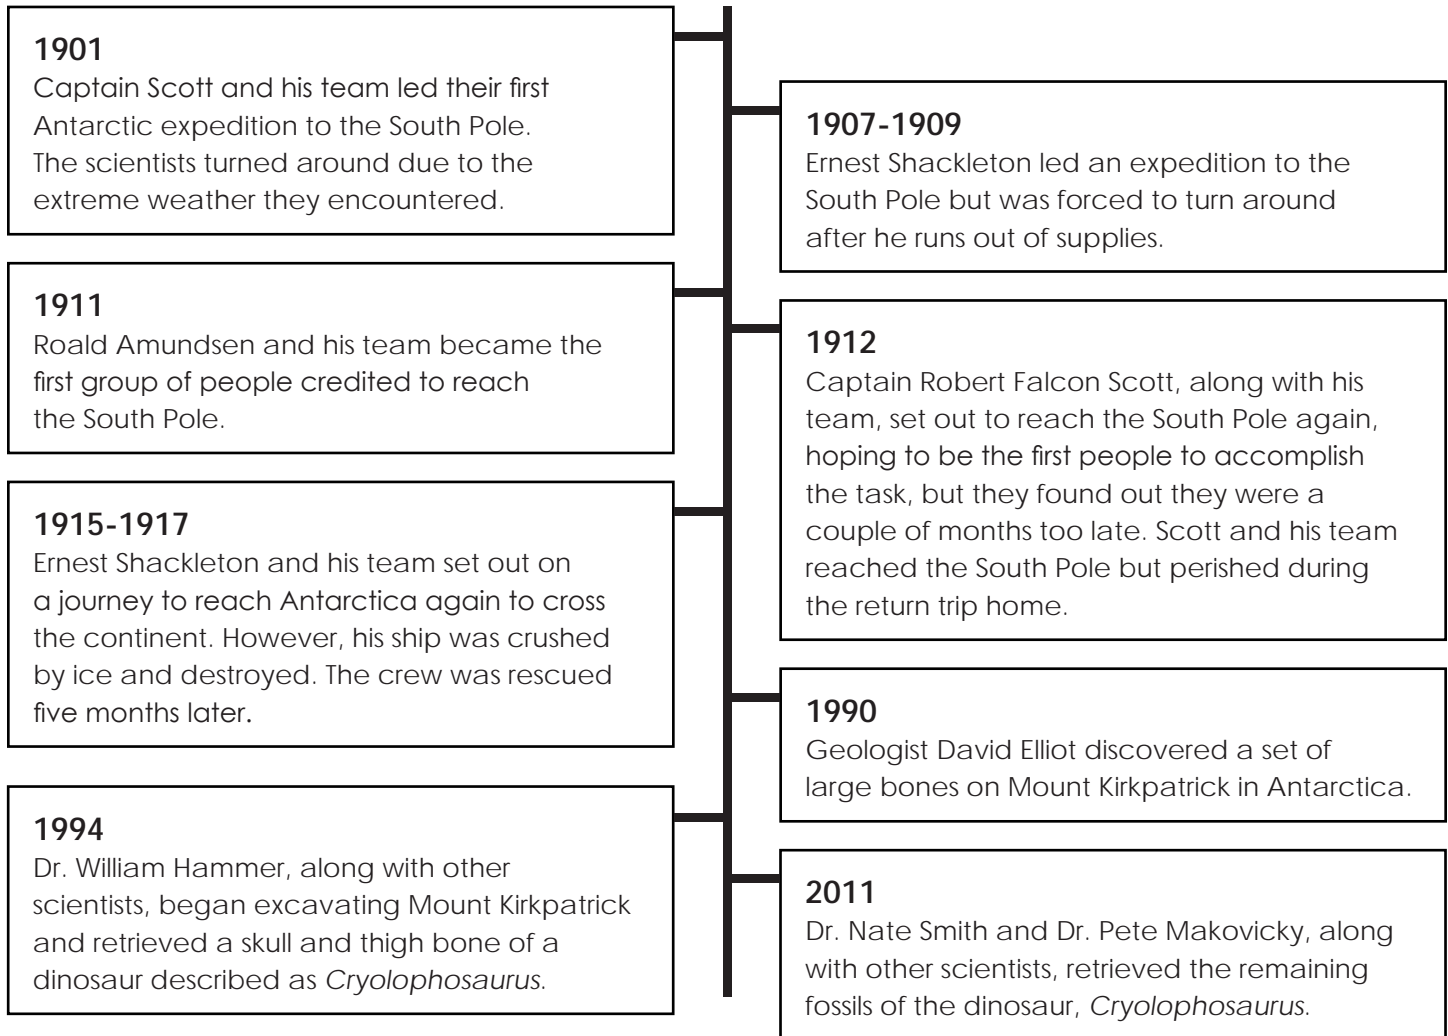 1901
Captain Scott and his team led their first
Antarctic expedition to the South Pole.
The scientists turned around due to the
extreme weather they encountered.
1907-1909
Ernest Shackleton led an expedition to the
South Pole but was forced to turn around
after he runs out of supplies.
1911
Roald Amundsen and his team became the
first group of people credited to reach
the South Pole.
1912
Captain Robert Falcon Scott, along with his
team, set out to reach the South Pole again,
hoping to be the first people to accomplish
the task, but they found out they were a
couple of months too late. Scott and his team
reached the South Pole but perished during
the return trip home.
1915-1917
Ernest Shackleton and his team set out on
a journey to reach Antarctica again to cross
the continent. However, his ship was crushed
by ice and destroyed. The crew was rescued
five months later.
1990
Geologist David Elliot discovered a set of
large bones on Mount Kirkpatrick in Antarctica.
1994
Dr. William Hammer, along with other
scientists, began excavating Mount Kirkpatrick
and retrieved a skull and thigh bone of a
dinosaur described as Cryolophosaurus.
2011
Dr. Nate Smith and Dr. Pete Makovicky, along
with other scientists, retrieved the remaining
fossils of the dinosaur, Cryolophosaurus.